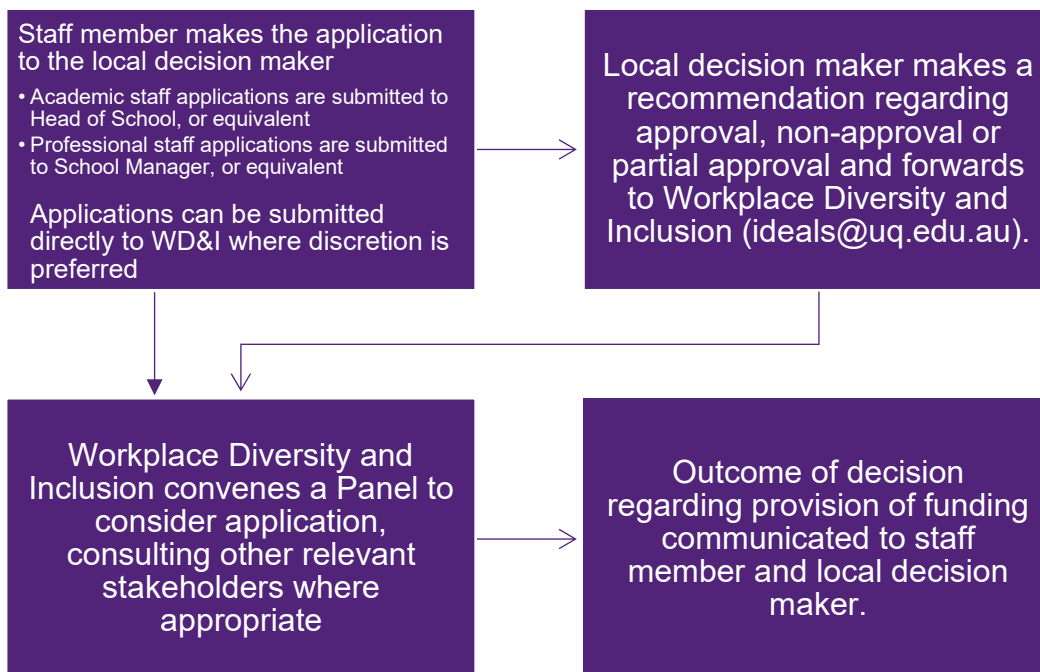 Staff member makes the application
to the local decision maker
• Academic staff applications are submitted to
Head of School, or equivalent
• Professional staff applications are submitted
to School Manager, or equivalent
Applications can be submitted
directly to WD&I where discretion is
preferred
Local decision maker makes a
recommendation regarding
approval, non-approval or
partial approval and forwards
to Workplace Diversity and
Inclusion (ideals@uq.edu.au).
Workplace Diversity and
Inclusion convenes a Panel to
consider application,
consulting other relevant
stakeholders where
appropriate
Outcome of decision
regarding provision of funding
communicated to staff
member and local decision
maker.